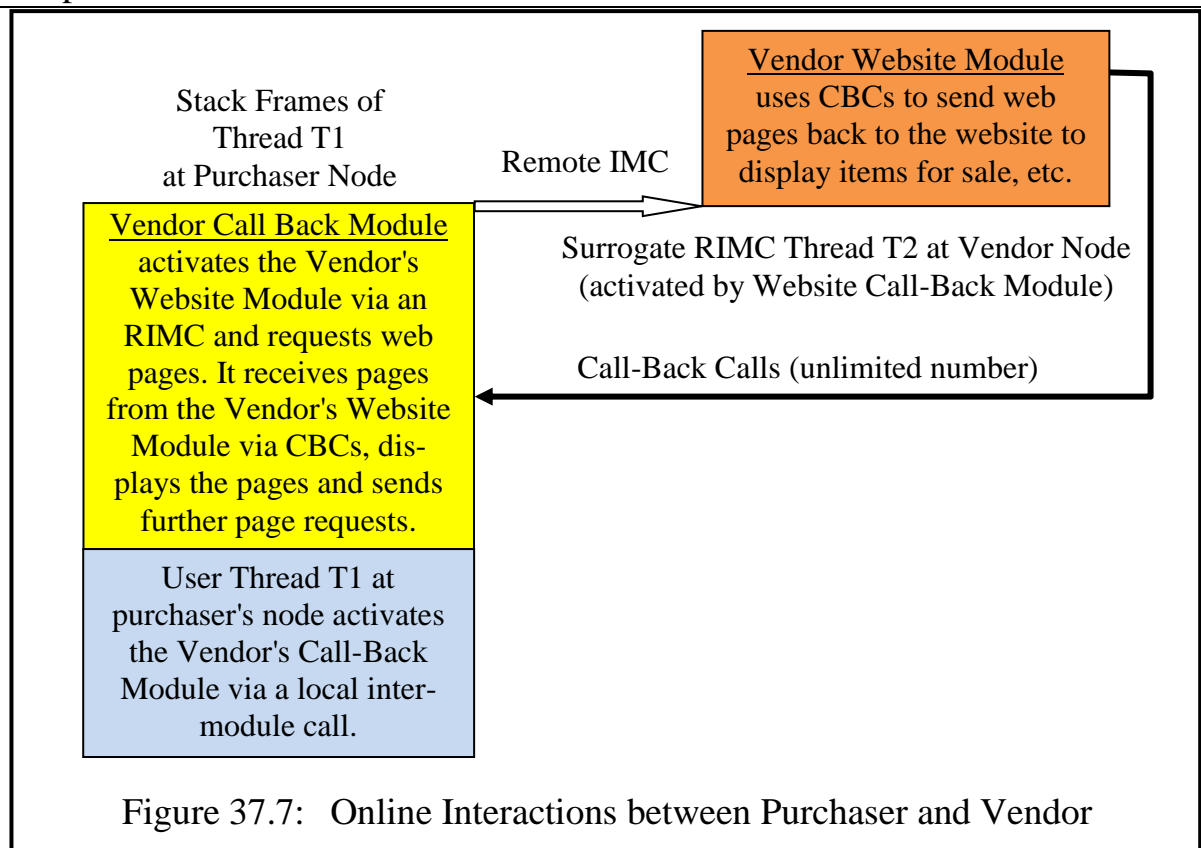 Stack Frames of
Thread T1
at Purchaser Node
Vendor Call Back Module
activates the Vendor's
Website Module via an
RIMC and requests web
pages. It receives pages
from the Vendor's Website
Module via CBCs, dis-
plays the pages and sends
further page requests.
User Thread T1 at
purchaser's node activates
the Vendor's Call-Back
Module via a local inter-
module call.
Remote IMC
Vendor Website Module
uses CBCs to send web
pages back to the website to
display items for sale, etc.
Surrogate RIMC Thread T2 at Vendor Node
(activated by Website Call-Back Module)
Call-Back Calls (unlimited number)
Figure 37.7: Online Interactions between Purchaser and Vendor